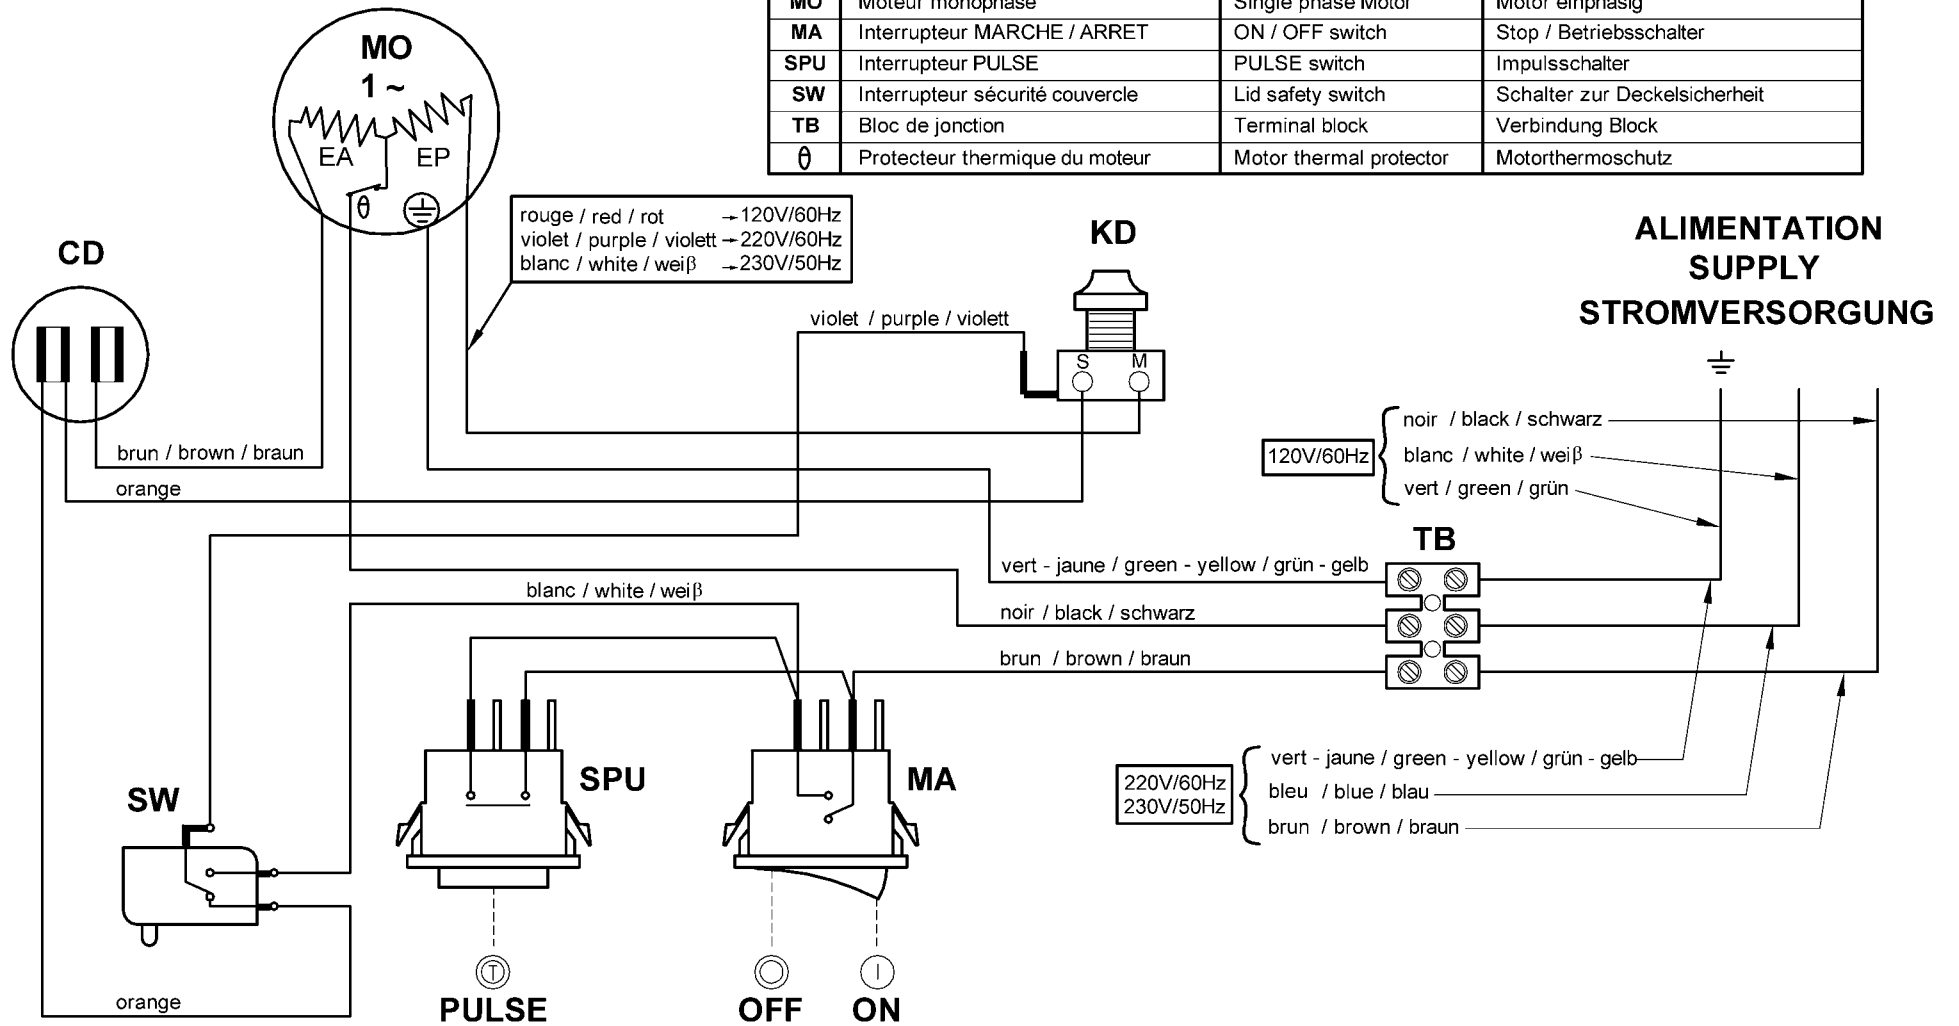 MO Moteur monophasé Single phase Motor Motor einphasig
MA Interrupteur MARCHE / ARRET ON / OFF switch Stop / Betriebsschalter
SPU Interrupteur PULSE PULSE switch Impulsschalter
SW Interrupteur sécurité couvercle Lid safety switch Schalter zur Deckelsicherheit
TB Bloc de jonction Terminal block Verbindung Block
θ Protecteur thermique du moteur Motor thermal protector Motorthermoschutz
MO
1 ~
EA EP
θ
rouge / red / rot → 120V/60Hz
violet / purple / violett → 220V/60Hz
blanc / white / weiβ → 230V/50Hz
CD
KD
S M
violet / purple / violett
ALIMENTATION
SUPPLY
STROMVERSORGUNG
brun / brown / braun
orange
120V/60Hz
noir / black / schwarz
blanc / white / weiβ
vert / green / grün
TB
vert - jaune / green - yellow / grün - gelb
blanc / white / weiβ
noir / black / schwarz
brun / brown / braun
SPU
MA
SW
220V/60Hz
230V/50Hz
vert - jaune / green - yellow / grün - gelb
bleu / blue / blau
brun / brown / braun
orange
T
I
PULSE
OFF
ON